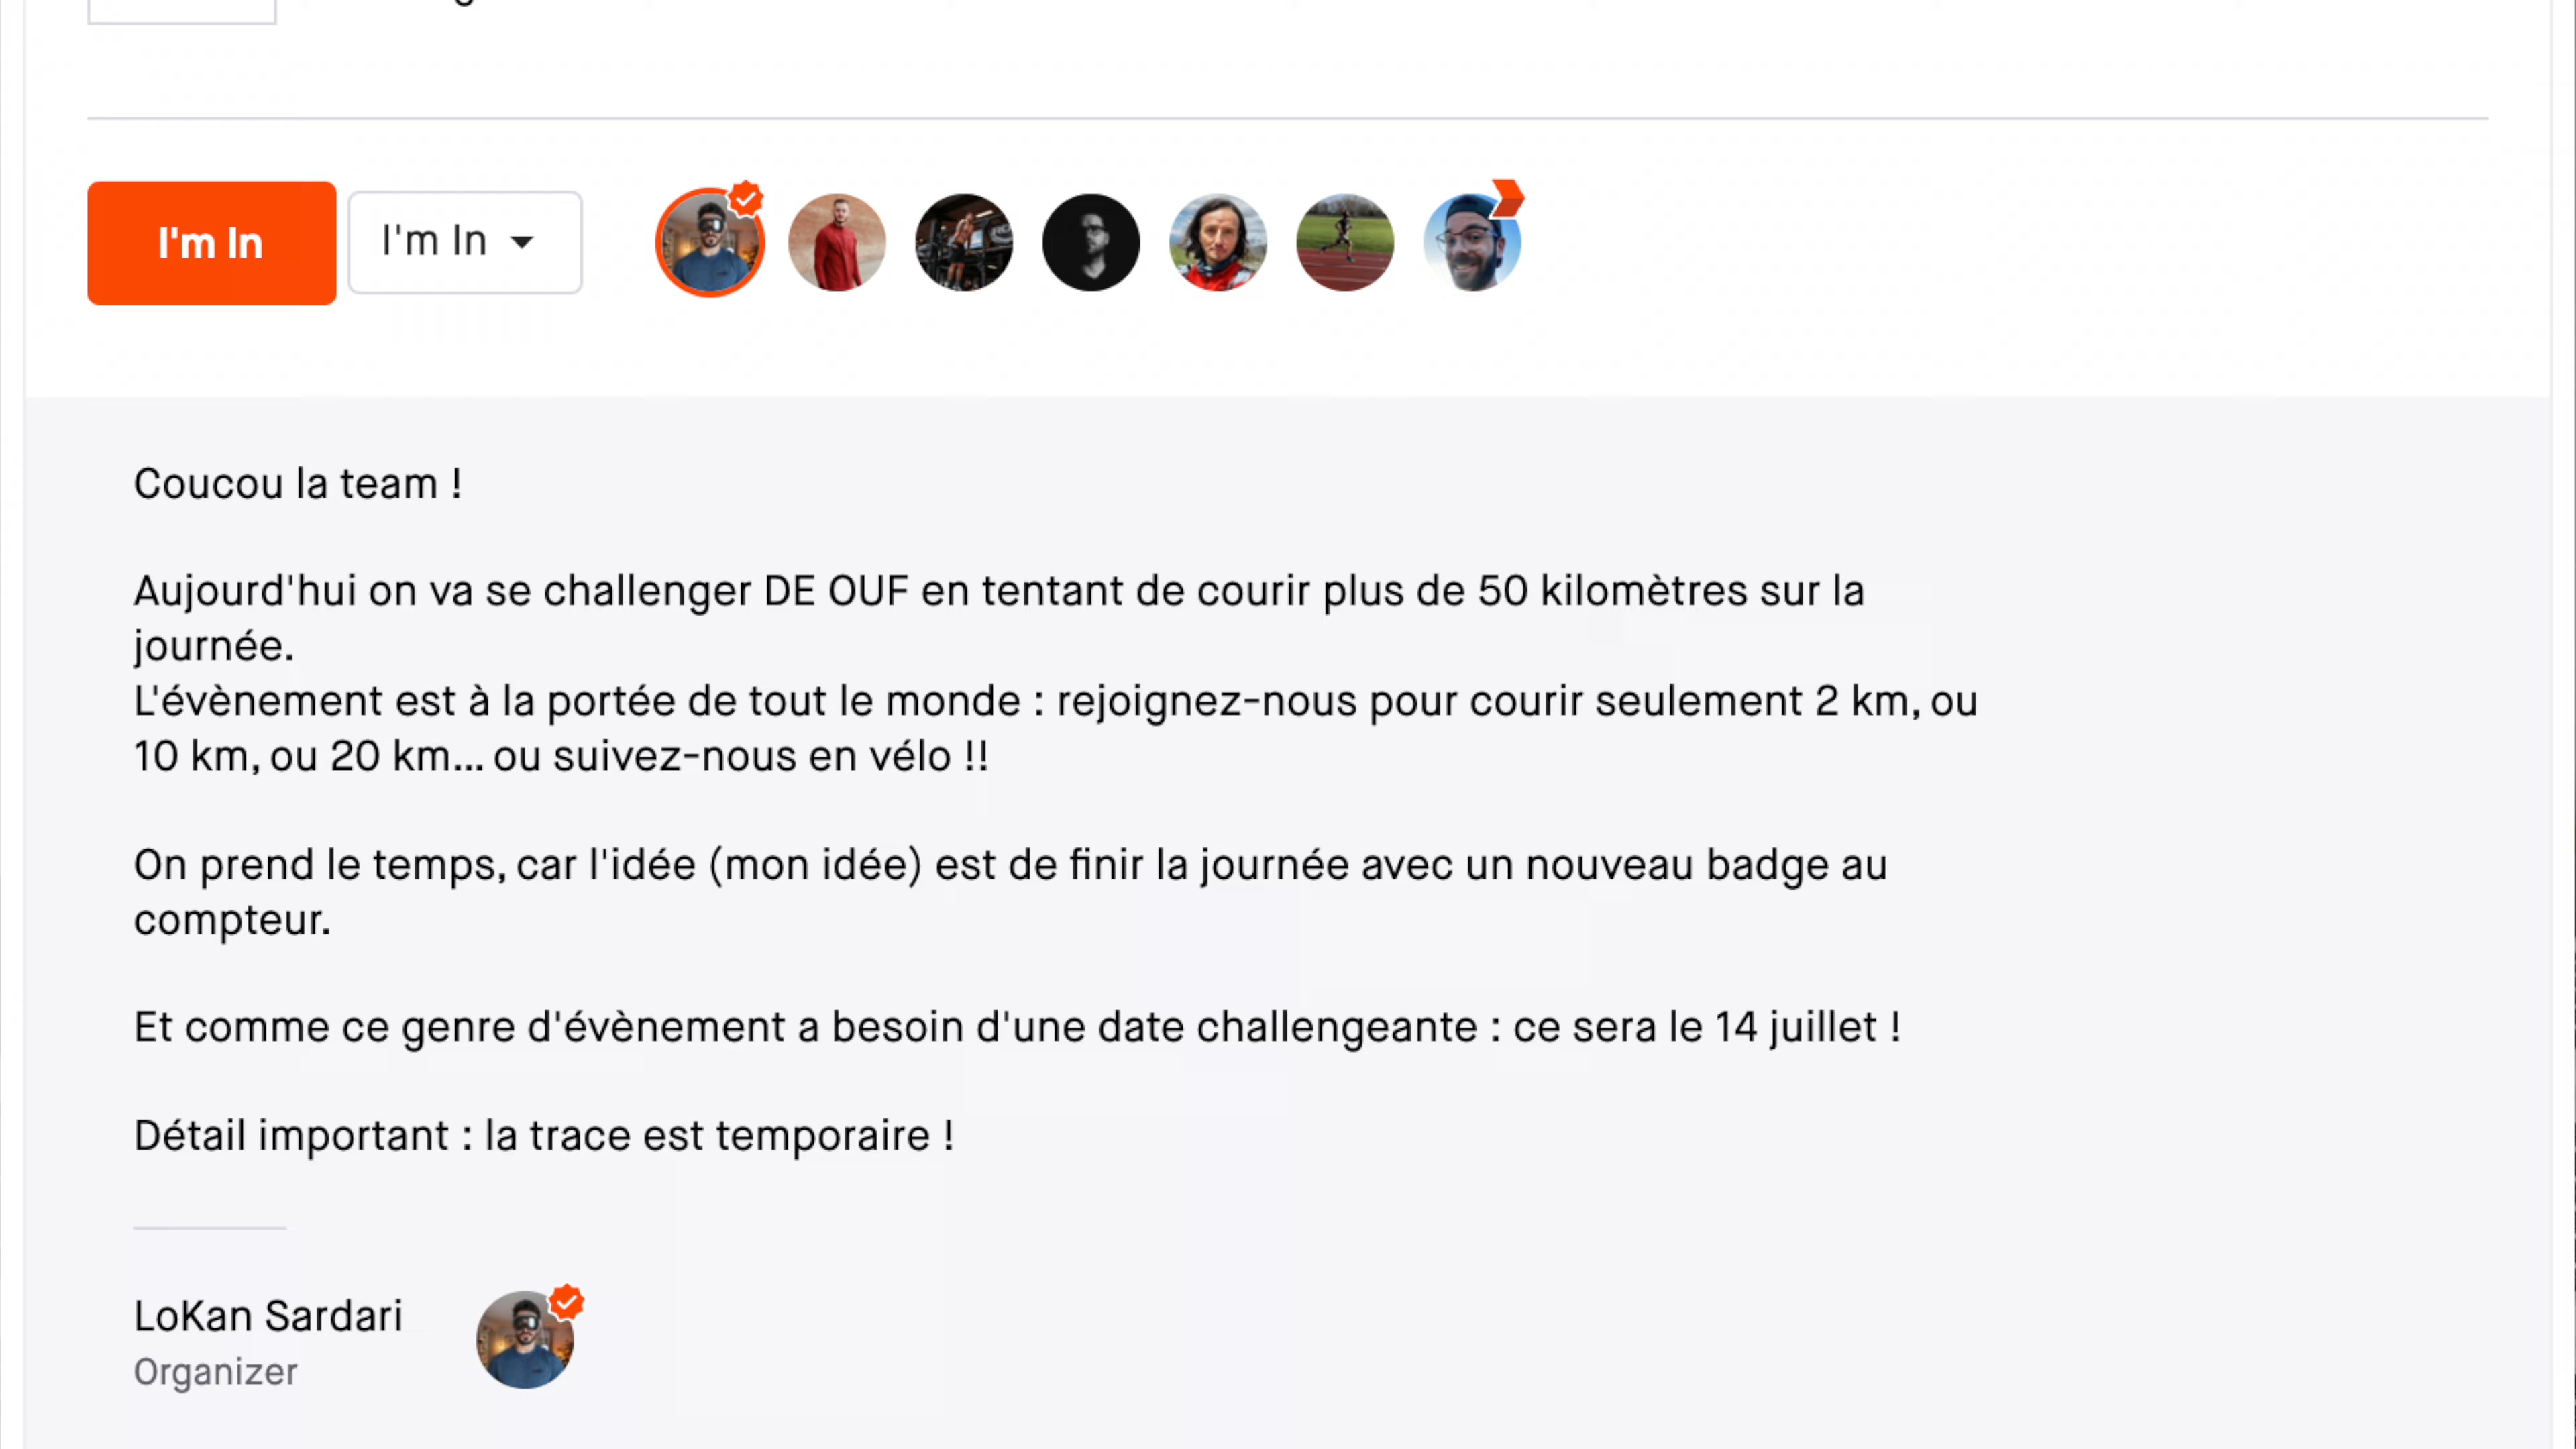 I'm In
I'm In
Coucou la team !
Aujourd'hui on va se challenger DE OUF en tentant de courir plus de 50 kilomètres sur la
journée.
L'évènement est à la portée de tout le monde : rejoignez-nous pour courir seulement 2 km, ou
10 km, ou 20 km... ou suivez-nous en vélo !!
On prend le temps, car l'idée (mon idée) est de finir la journée avec un nouveau badge au
compteur.
Et comme ce genre d'évènement a besoin d'une date challengeante : ce sera le 14 juillet !
Détail important : la trace est temporaire !
LoKan Sardari
Organizer